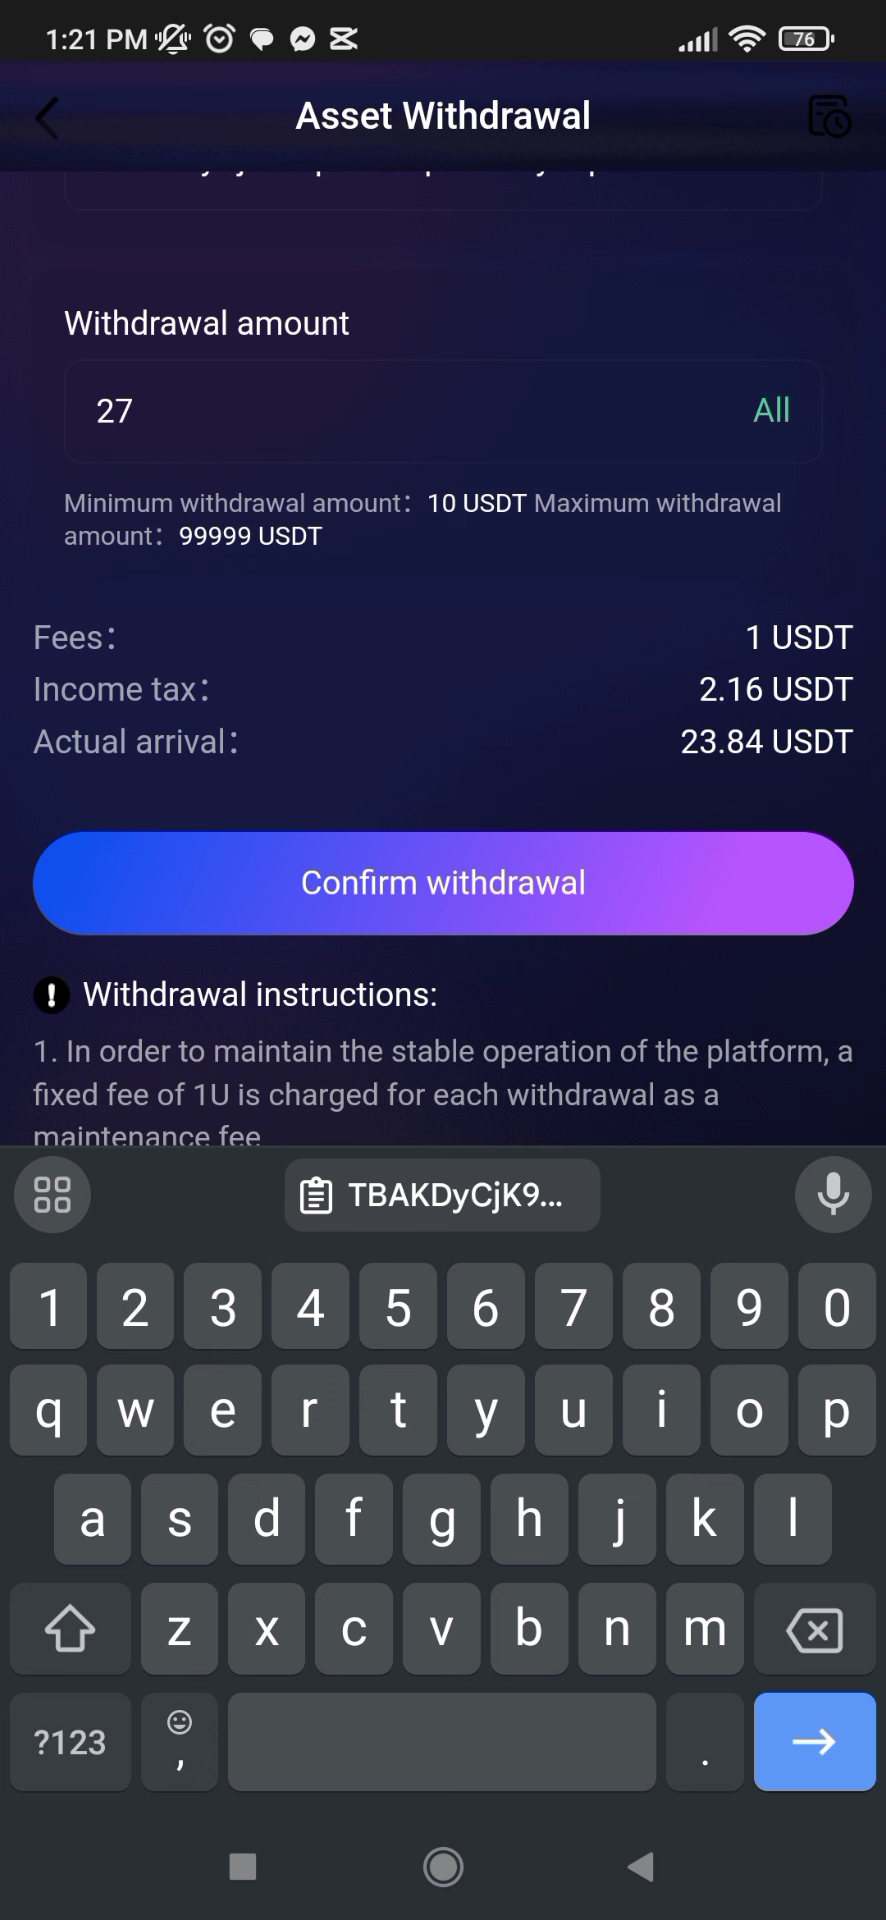 1:21 PM
76
Asset Withdrawal
Withdrawal amount
27
All
Minimum withdrawal amount： 10 USDT Maximum withdrawal
amount： 99999 USDT
Fees：
1 USDT
Income tax：
2.16 USDT
Actual arrival：
23.84 USDT
Confirm withdrawal
Withdrawal instructions:
1. In order to maintain the stable operation of the platform, a
fixed fee of 1U is charged for each withdrawal as a
maintenance fee
TBAKDyCjK9...
1 2 3 4 5 6 7 8 9 0
q w e r t y u i o p
a s d f g h j k l
z x c v b n m
?123 , .